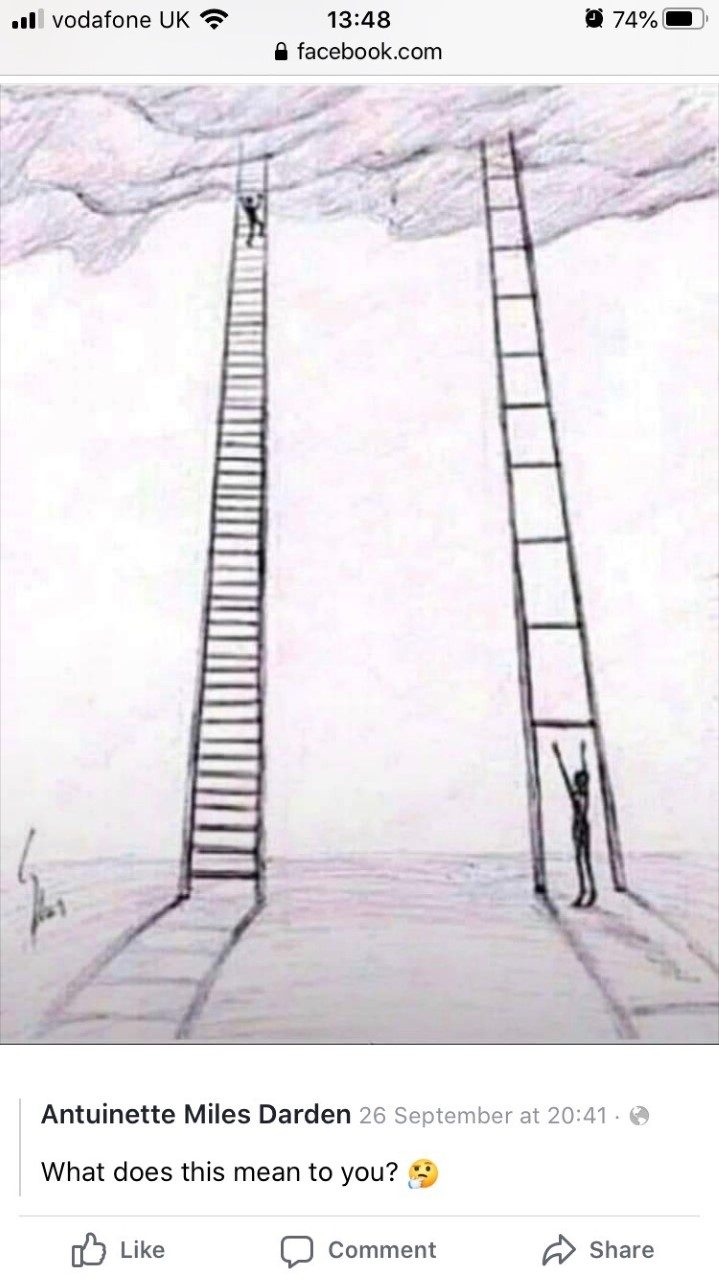 vodafone UK 13:48 74%
facebook.com
Antuinette Miles Darden 26 September at 20:41 ·
What does this mean to you? 🤔
Like Comment Share